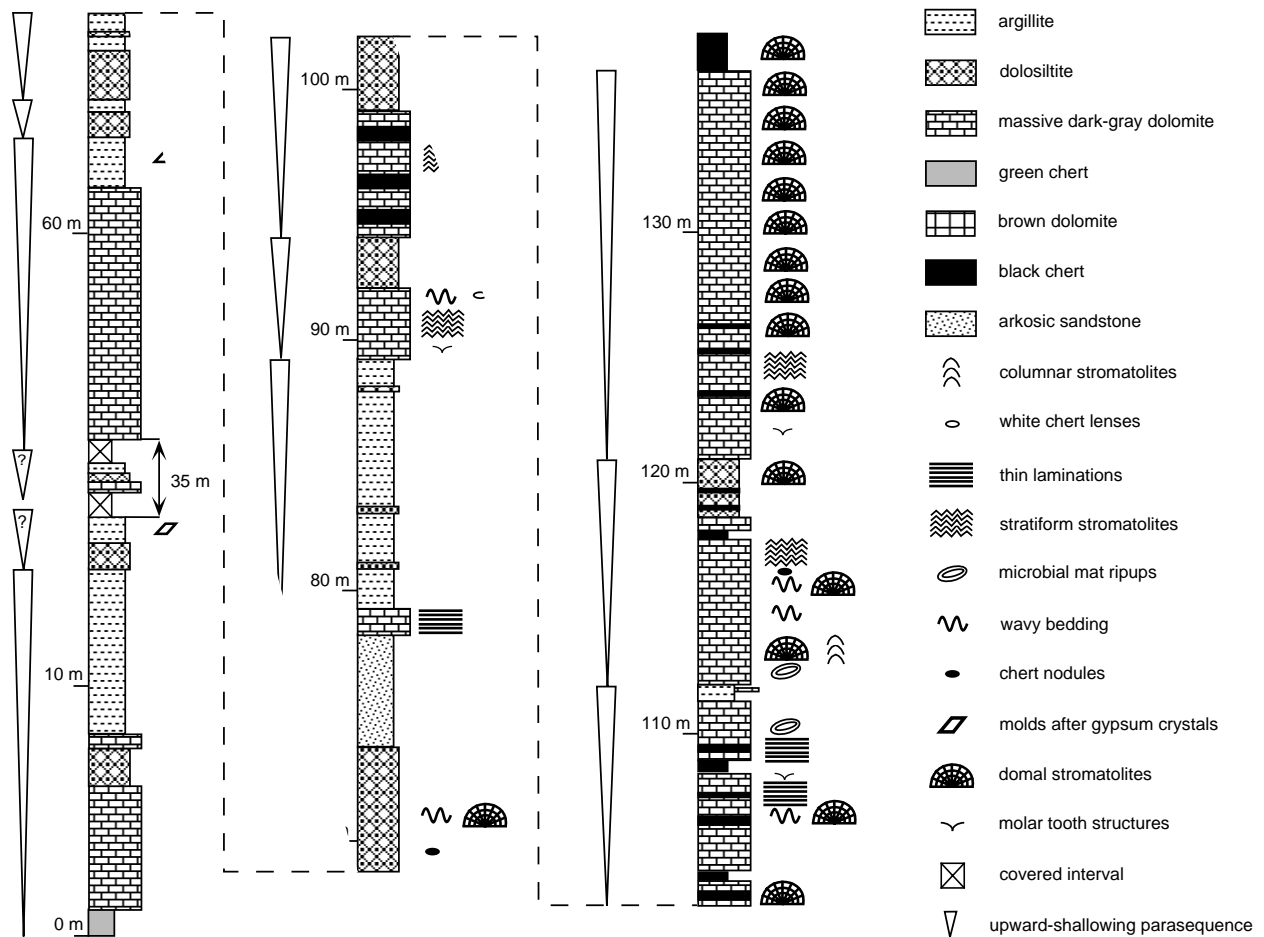 60 m
?
35 m
?
10 m
0 m
100 m
90 m
80 m
130 m
120 m
110 m
argillite
dolosiltite
massive dark-gray dolomite
green chert
brown dolomite
black chert
arkosic sandstone
columnar stromatolites
white chert lenses
thin laminations
stratiform stromatolites
microbial mat ripups
wavy bedding
chert nodules
molds after gypsum crystals
domal stromatolites
molar tooth structures
covered interval
upward-shallowing parasequence